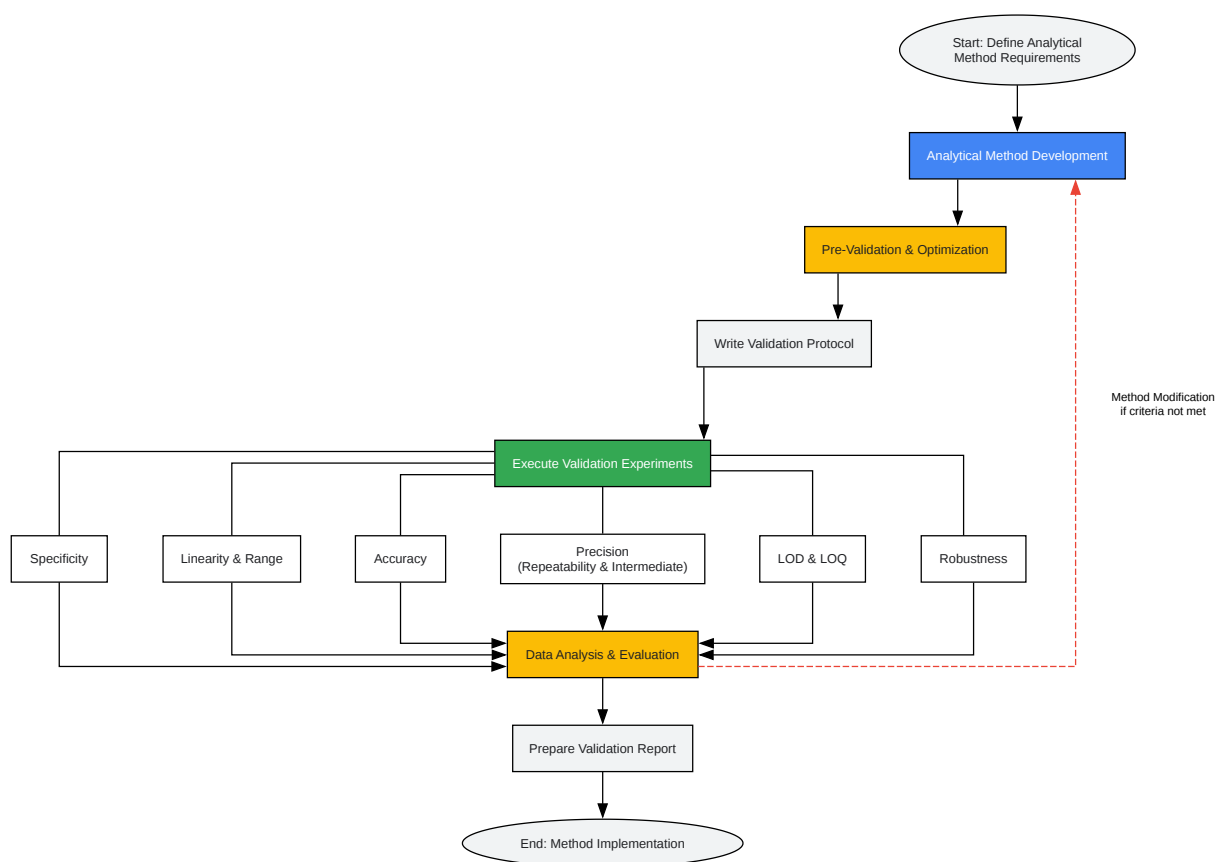 Start: Define Analytical
Method Requirements
Analytical Method Development
Pre-Validation & Optimization
Write Validation Protocol
Method Modification
if criteria not met
Execute Validation Experiments
Specificity
Linearity & Range
Accuracy
Precision
(Repeatability & Intermediate)
LOD & LOQ
Robustness
Data Analysis & Evaluation
Prepare Validation Report
End: Method Implementation